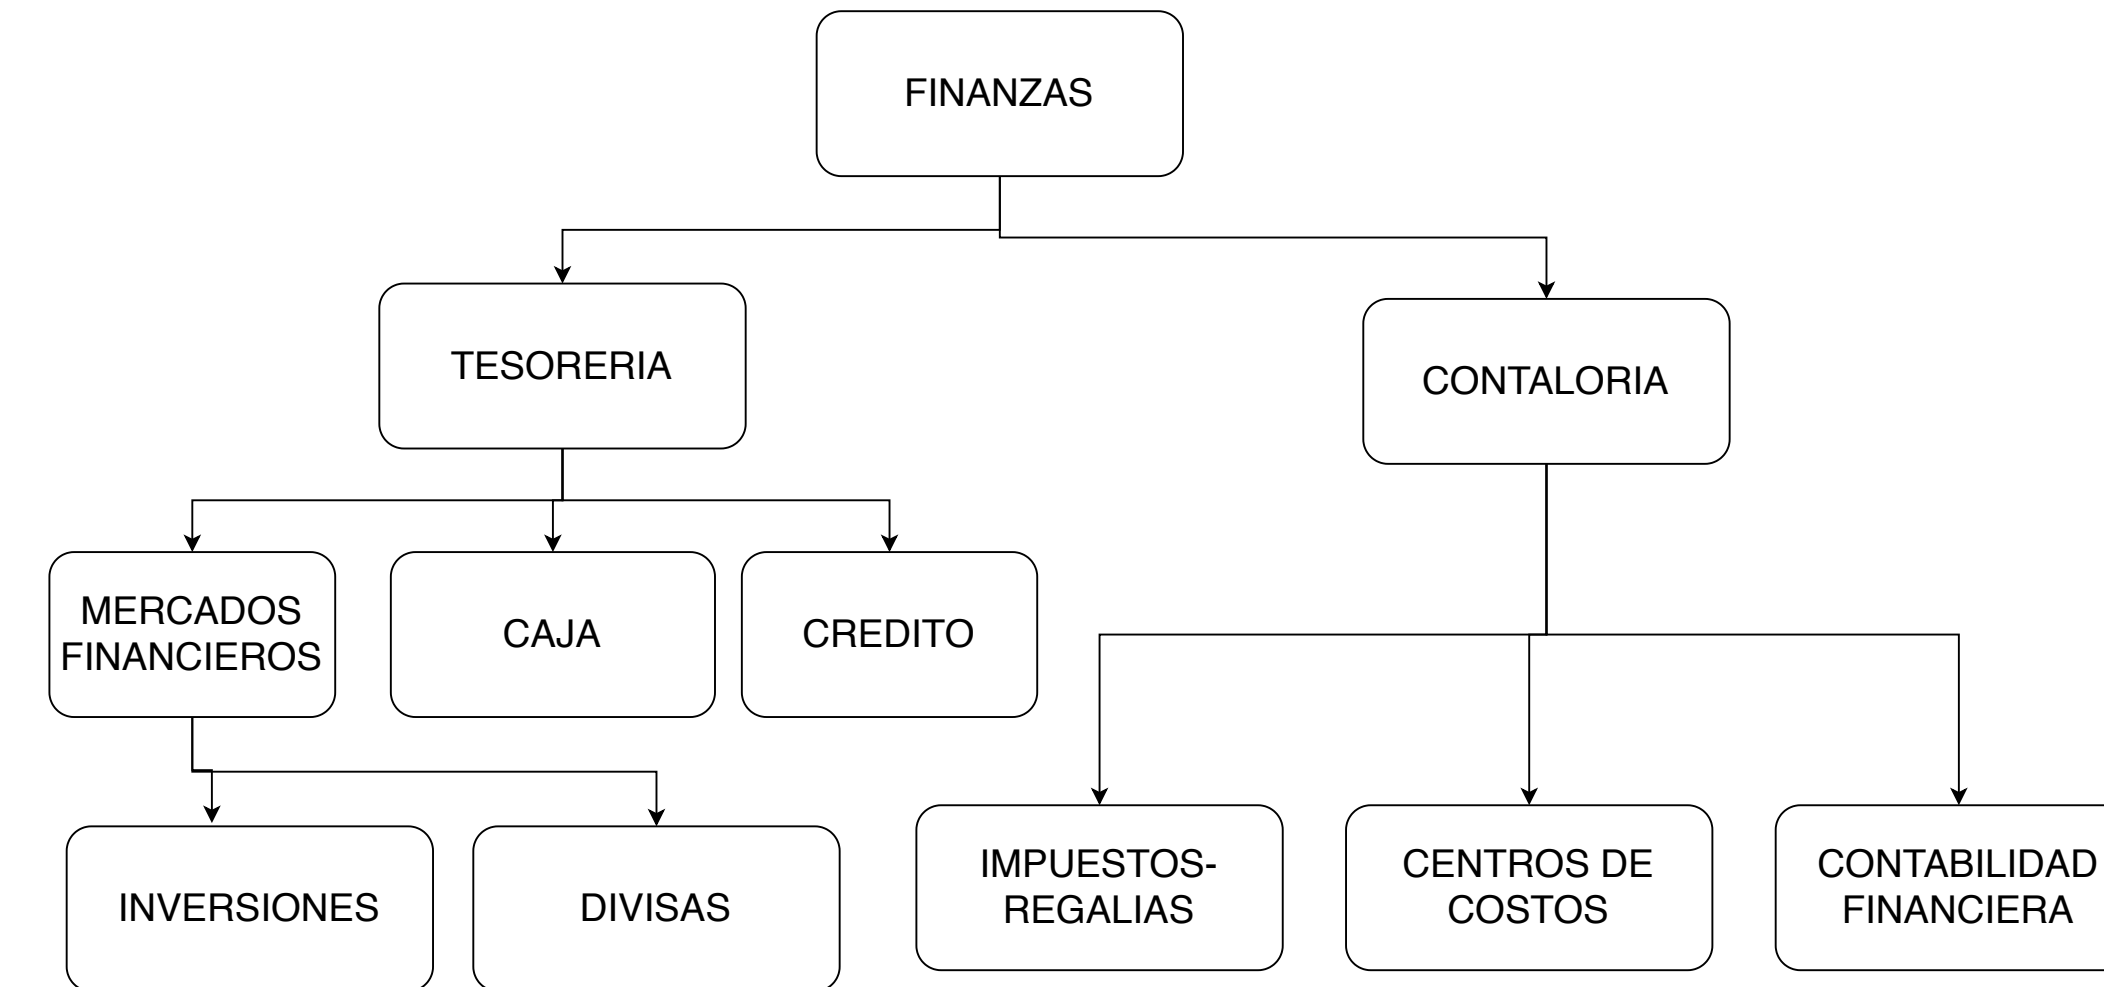 FINANZAS
TESORERIA
CONTALORIA
MERCADOS
FINANCIEROS
CAJA
CREDITO
IMPUESTOS-
REGALIAS
CENTROS DE
COSTOS
CONTABILIDAD
FINANCIERA
INVERSIONES
DIVISAS